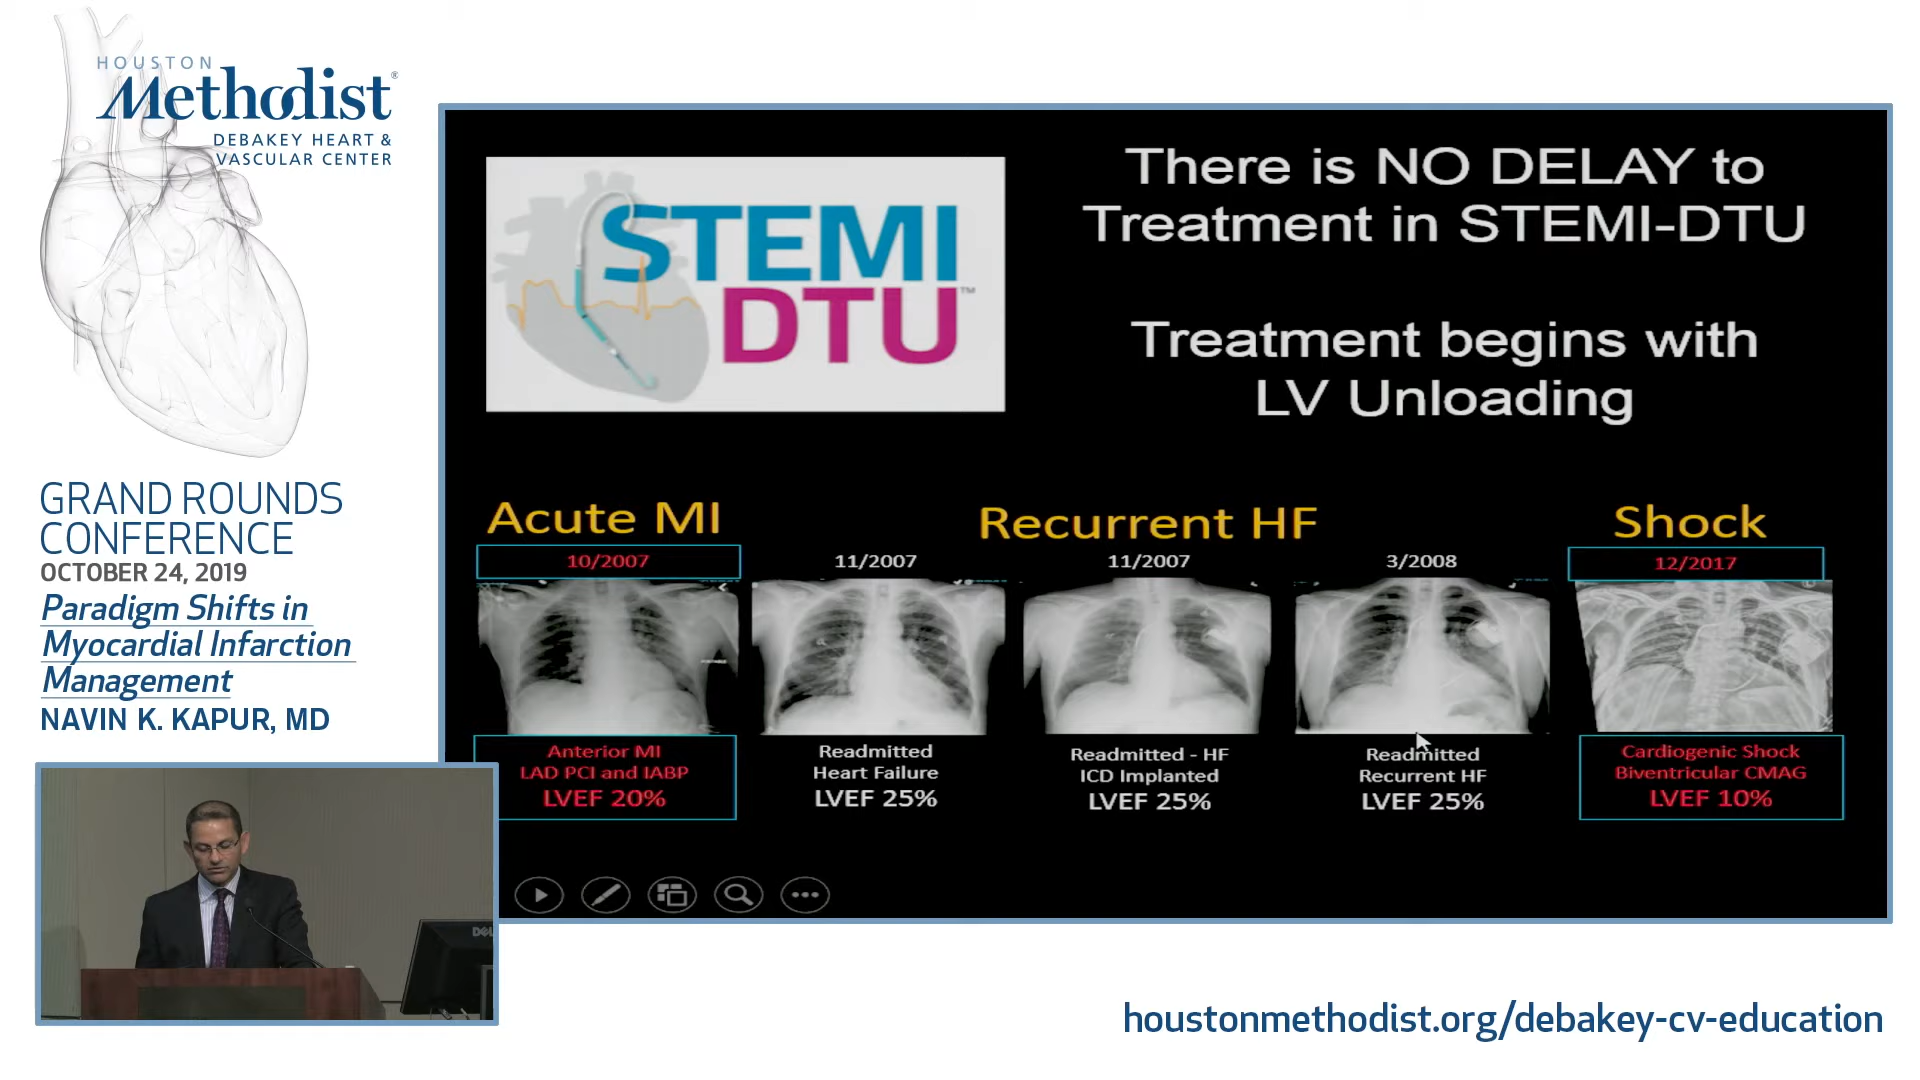 HOUSTON
Methodist®
DEBAKEY HEART &
VASCULAR CENTER
GRAND ROUNDS
CONFERENCE
OCTOBER 24, 2019
Paradigm Shifts in
Myocardial Infarction
Management
NAVIN K. KAPUR, MD
STEMI
DTU™
There is NO DELAY to
Treatment in STEMI-DTU
Treatment begins with
LV Unloading
Acute MI
Recurrent HF
Shock
10/2007
11/2007
11/2007
3/2008
12/2017
Anterior MI
LAD PCI and IABP
LVEF 20%
Readmitted
Heart Failure
LVEF 25%
Readmitted - HF
ICD Implanted
LVEF 25%
Readmitted
Recurrent HF
LVEF 25%
Cardiogenic Shock
Biventricular CMAG
LVEF 10%
houstonmethodist.org/debakey-cv-education